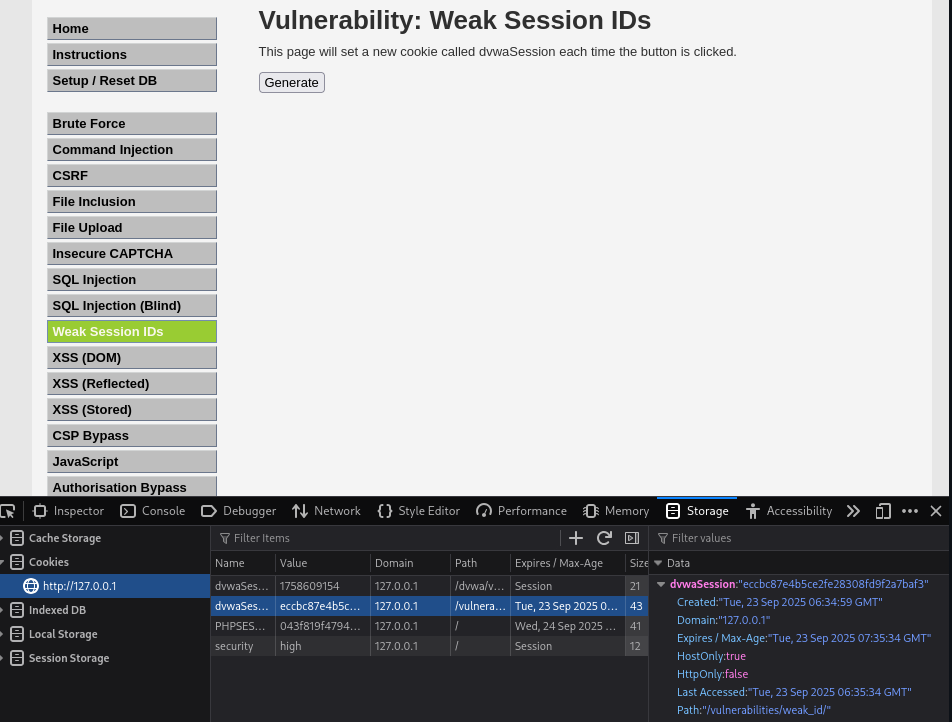 Vulnerability: Weak Session IDs
This page will set a new cookie called dvwaSession each time the button is clicked.
Generate
Home
Instructions
Setup / Reset DB
Brute Force
Command Injection
CSRF
File Inclusion
File Upload
Insecure CAPTCHA
SQL Injection
SQL Injection (Blind)
Weak Session IDs
XSS (DOM)
XSS (Reflected)
XSS (Stored)
CSP Bypass
JavaScript
Authorisation Bypass
Inspector Console Debugger Network Style Editor Performance Memory Storage Accessibility
Cache Storage
Cookies
http://127.0.0.1
Indexed DB
Local Storage
Session Storage
Filter Items
Name Value Domain Path Expires / Max-Age Size
dvwaSes... 1758609154 127.0.0.1 /dvwa/v... Session 21
dvwaSes... eccbc87e4b5c... 127.0.0.1 /vulnera... Tue, 23 Sep 2025 0... 43
PHPSES... 043f819f4794... 127.0.0.1 / Wed, 24 Sep 2025 ... 41
security high 127.0.0.1 / Session 12
Filter values
Data
dvwaSession:"eccbc87e4b5ce2fe28308fd9f2a7baf3"
Created:"Tue, 23 Sep 2025 06:34:59 GMT"
Domain:"127.0.0.1"
Expires / Max-Age:"Tue, 23 Sep 2025 07:35:34 GMT"
HostOnly:true
HttpOnly:false
Last Accessed:"Tue, 23 Sep 2025 06:35:34 GMT"
Path:"/vulnerabilities/weak_id/"